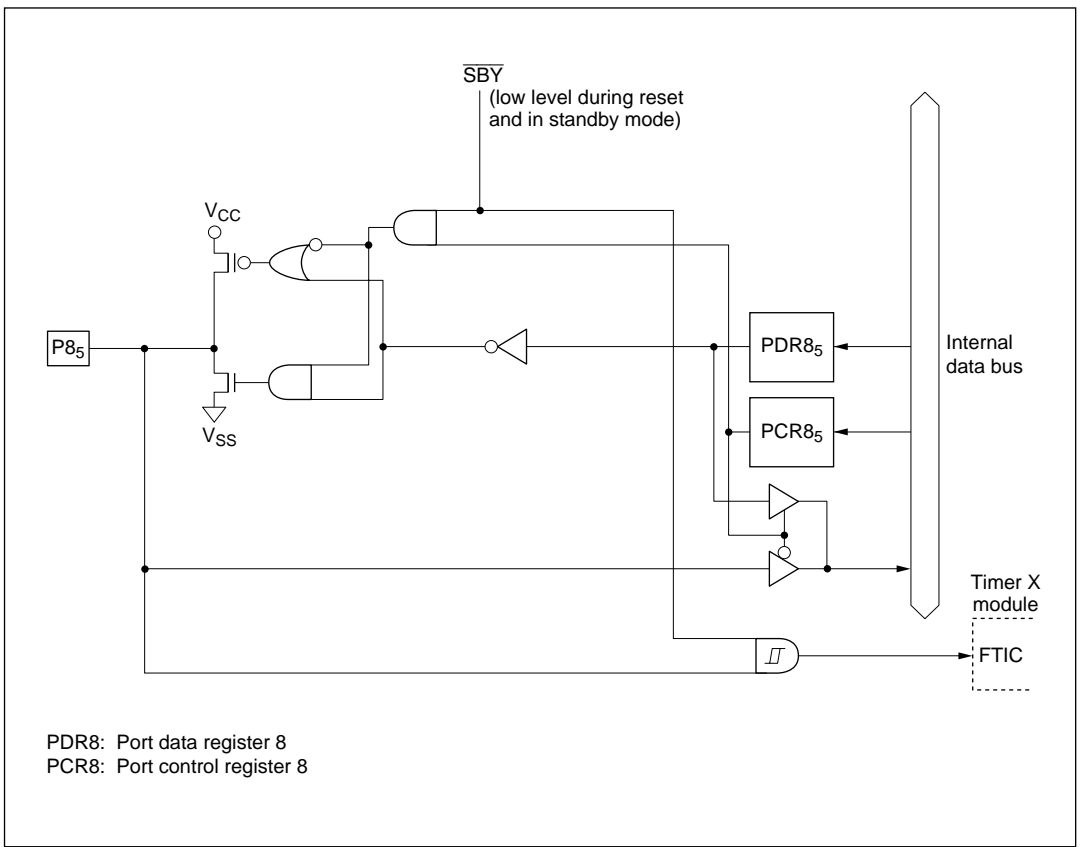 SBY
(low level during reset
and in standby mode)
VCC
P85
VSS
PDR85
PCR85
Internal
data bus
Timer X
module
FTIC
PDR8: Port data register 8
PCR8: Port control register 8